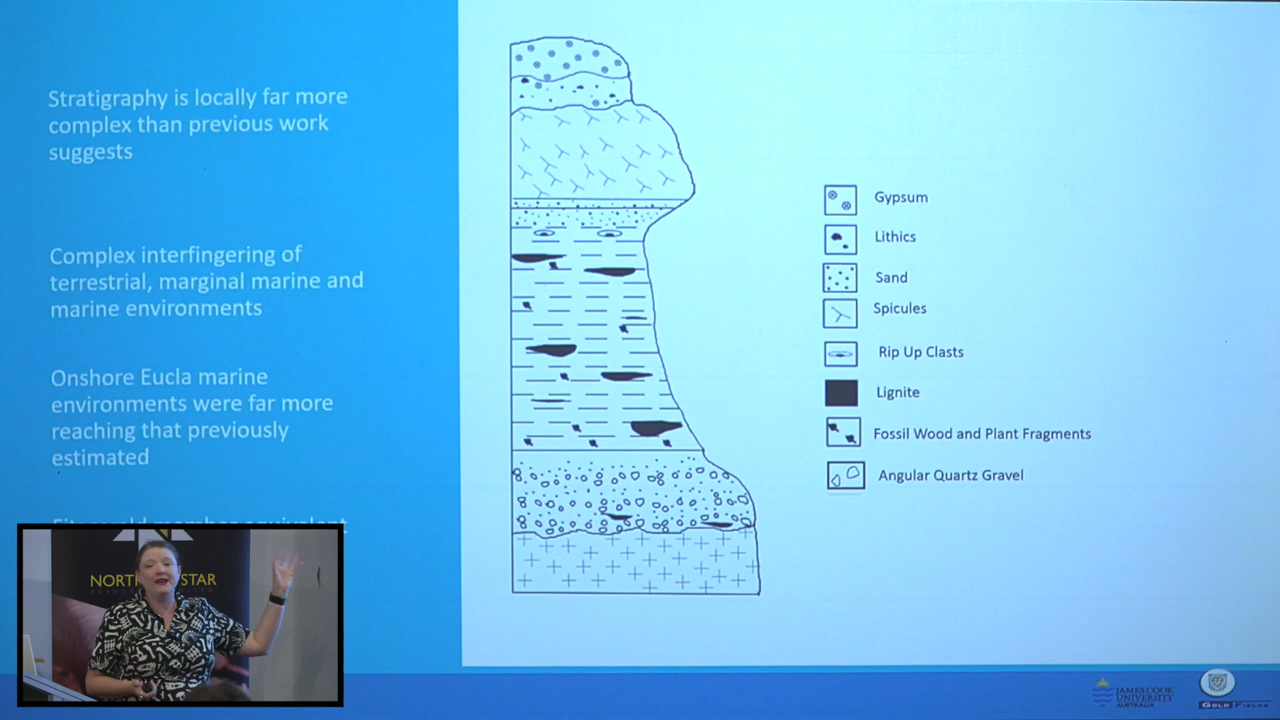 Stratigraphy is locally far more
complex than previous work
suggests
Complex interfingering of
terrestrial, marginal marine and
marine environments
Onshore Eucla marine
environments were far more
reaching that previously
estimated
member equivalent
Gypsum
Lithics
Sand
Spicules
Rip Up Clasts
Lignite
Fossil Wood and Plant Fragments
Angular Quartz Gravel
NORTH STAR
JAMES COOK
UNIVERSITY
AUSTRALIA
GOLD FIELDS